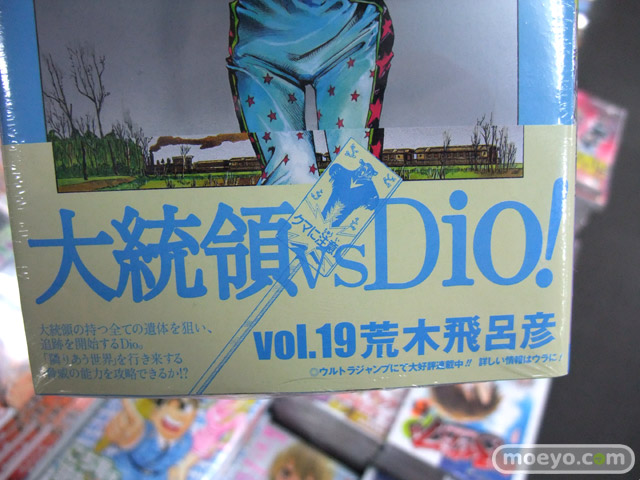 大統領vsDio!
クマに注意
大統領の持つ全ての遺体を狙い、
追跡を開始するDio。
「隣りあう世界」を行き来する
脅威の能力を攻略できるか!?
vol.19荒木飛呂彦
◎ウルトラジャンプにて大好評連載中!! 詳しい情報はウラに!
moeyo.com